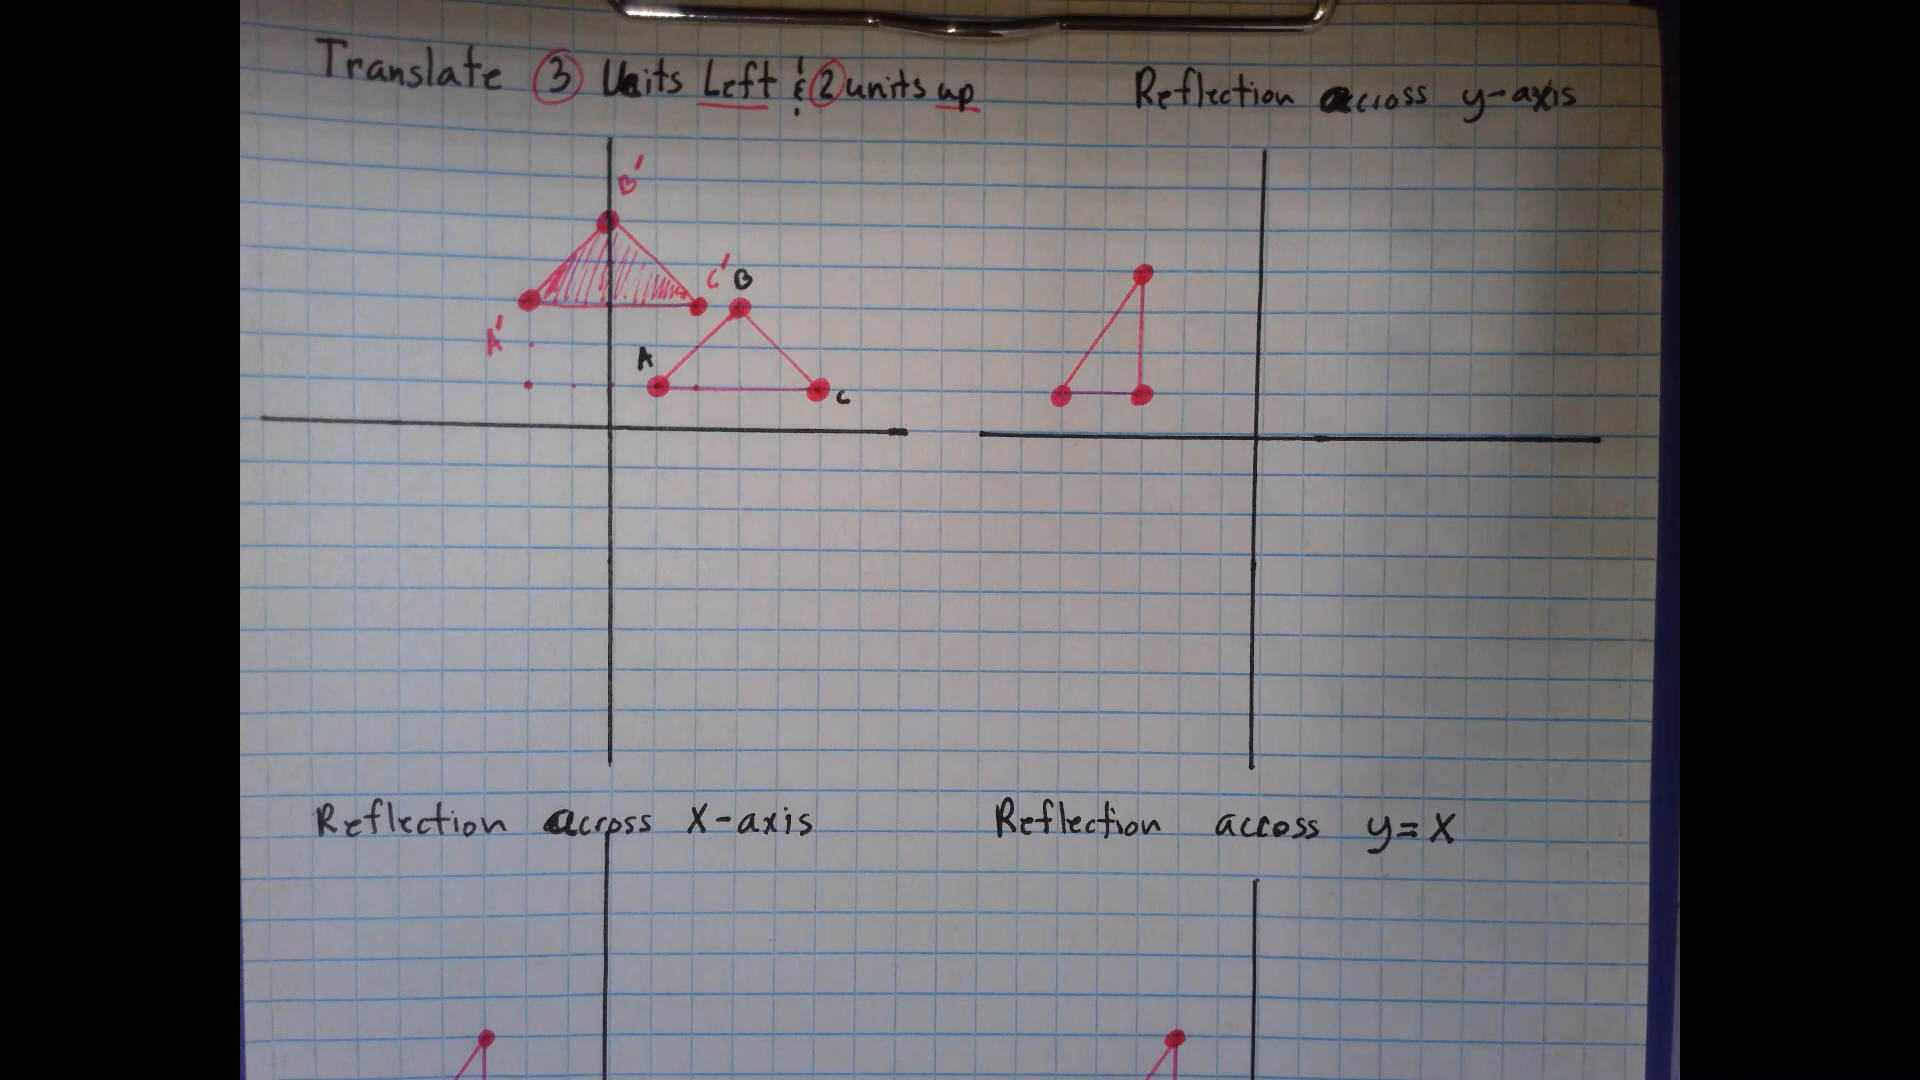 Translate 3 Units Left & 2 units up
Reflection across y-axis
B'
C' B
A'
A
C
Reflection across x-axis
Reflection across y=x